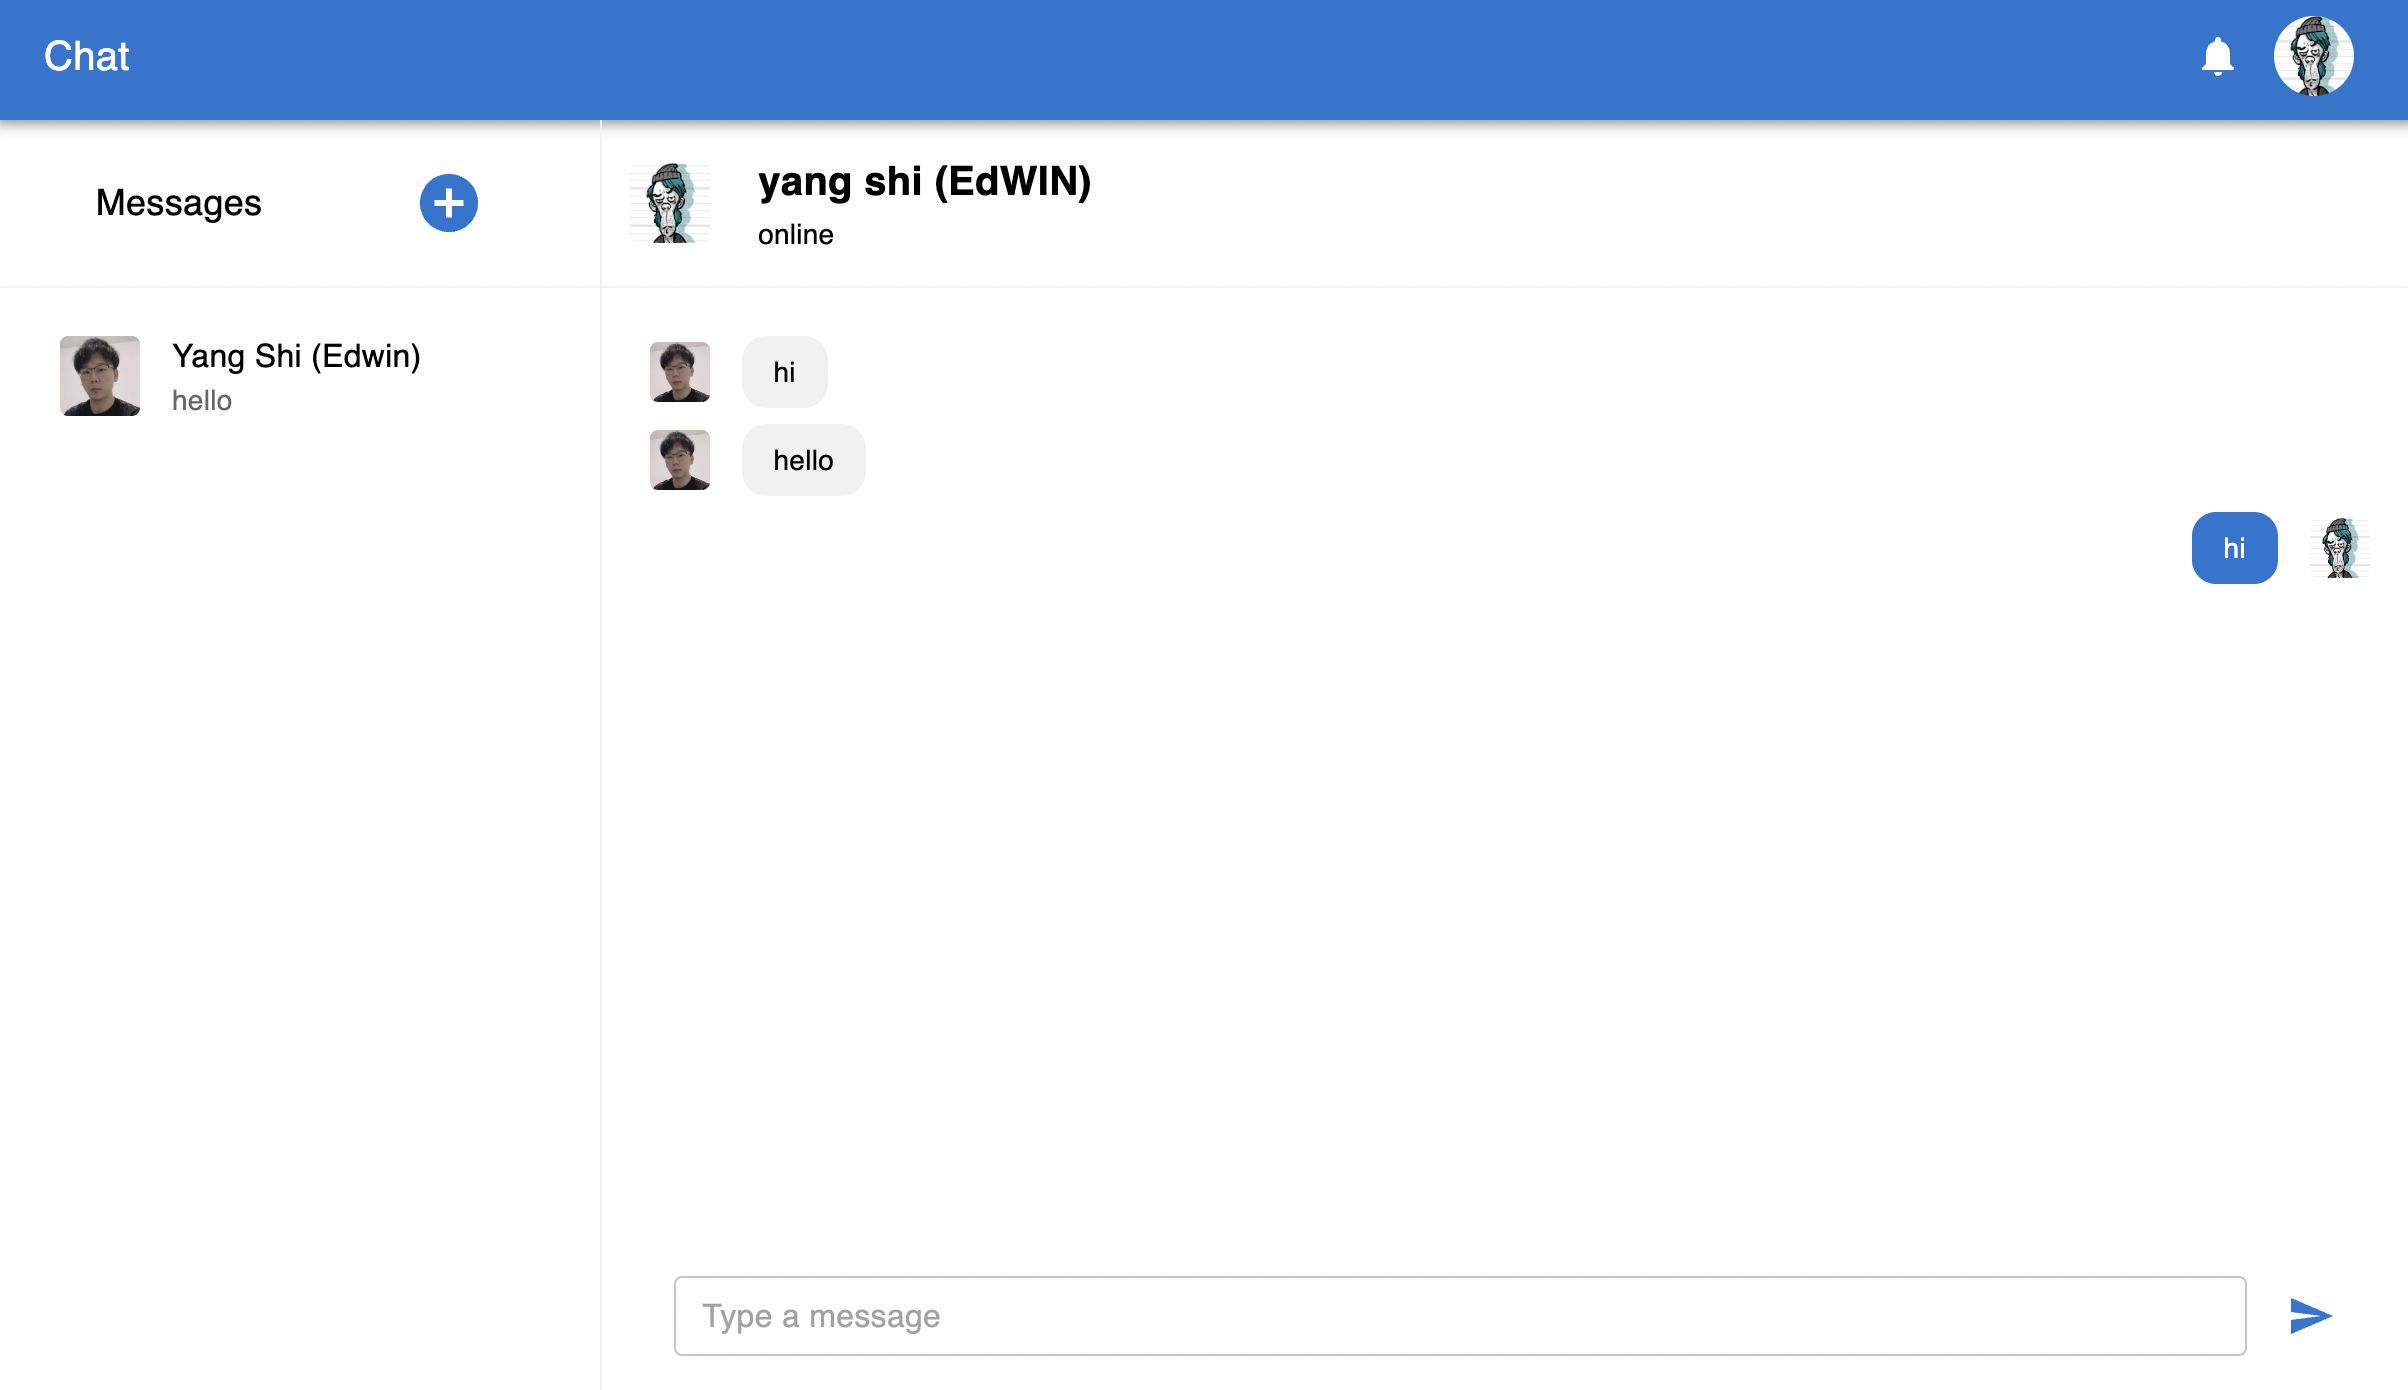 Chat
Messages
yang shi (EdWIN)
online
Yang Shi (Edwin)
hello
hi
hello
hi
Type a message